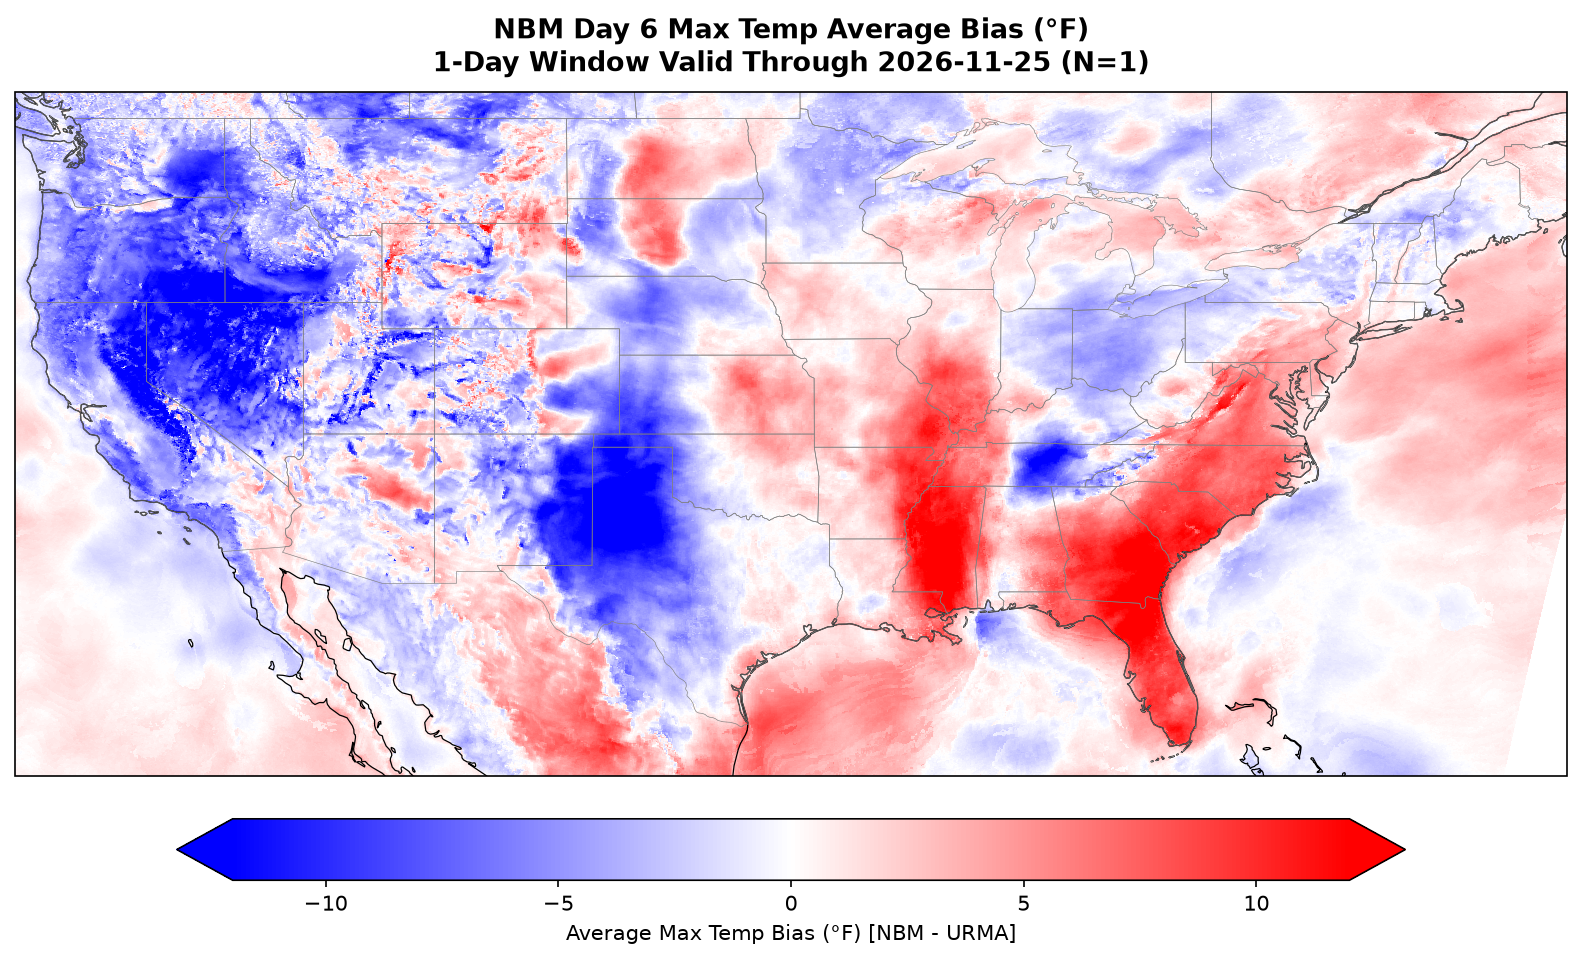 NBM Day 6 Max Temp Average Bias (°F)
1-Day Window Valid Through 2026-11-25 (N=1)
−10 −5 0 5 10
Average Max Temp Bias (°F) [NBM - URMA]